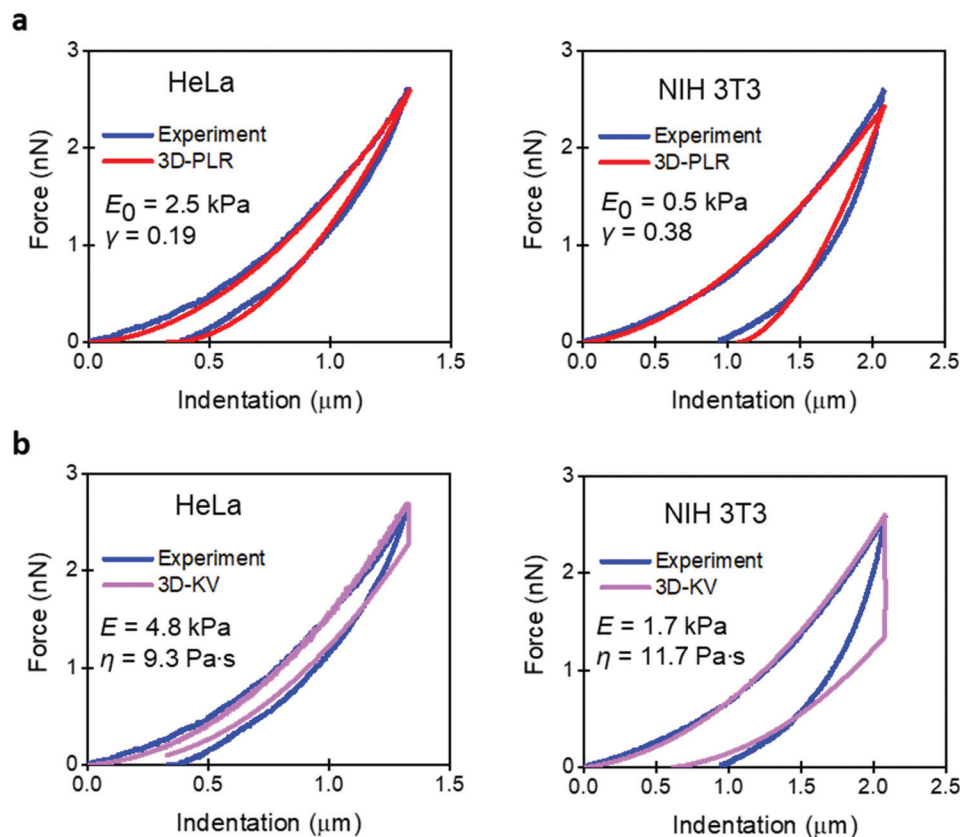 a
HeLa
Experiment
3D-PLR
E0 = 2.5 kPa
γ = 0.19
Force (nN)
3
2
1
0
0.0 0.5 1.0 1.5
Indentation (μm)
NIH 3T3
Experiment
3D-PLR
E0 = 0.5 kPa
γ = 0.38
Force (nN)
3
2
1
0
0.0 0.5 1.0 1.5 2.0 2.5
Indentation (μm)
b
HeLa
Experiment
3D-KV
E = 4.8 kPa
η = 9.3 Pa·s
Force (nN)
3
2
1
0
0.0 0.5 1.0 1.5
Indentation (μm)
NIH 3T3
Experiment
3D-KV
E = 1.7 kPa
η = 11.7 Pa·s
Force (nN)
3
2
1
0
0.0 0.5 1.0 1.5 2.0 2.5
Indentation (μm)